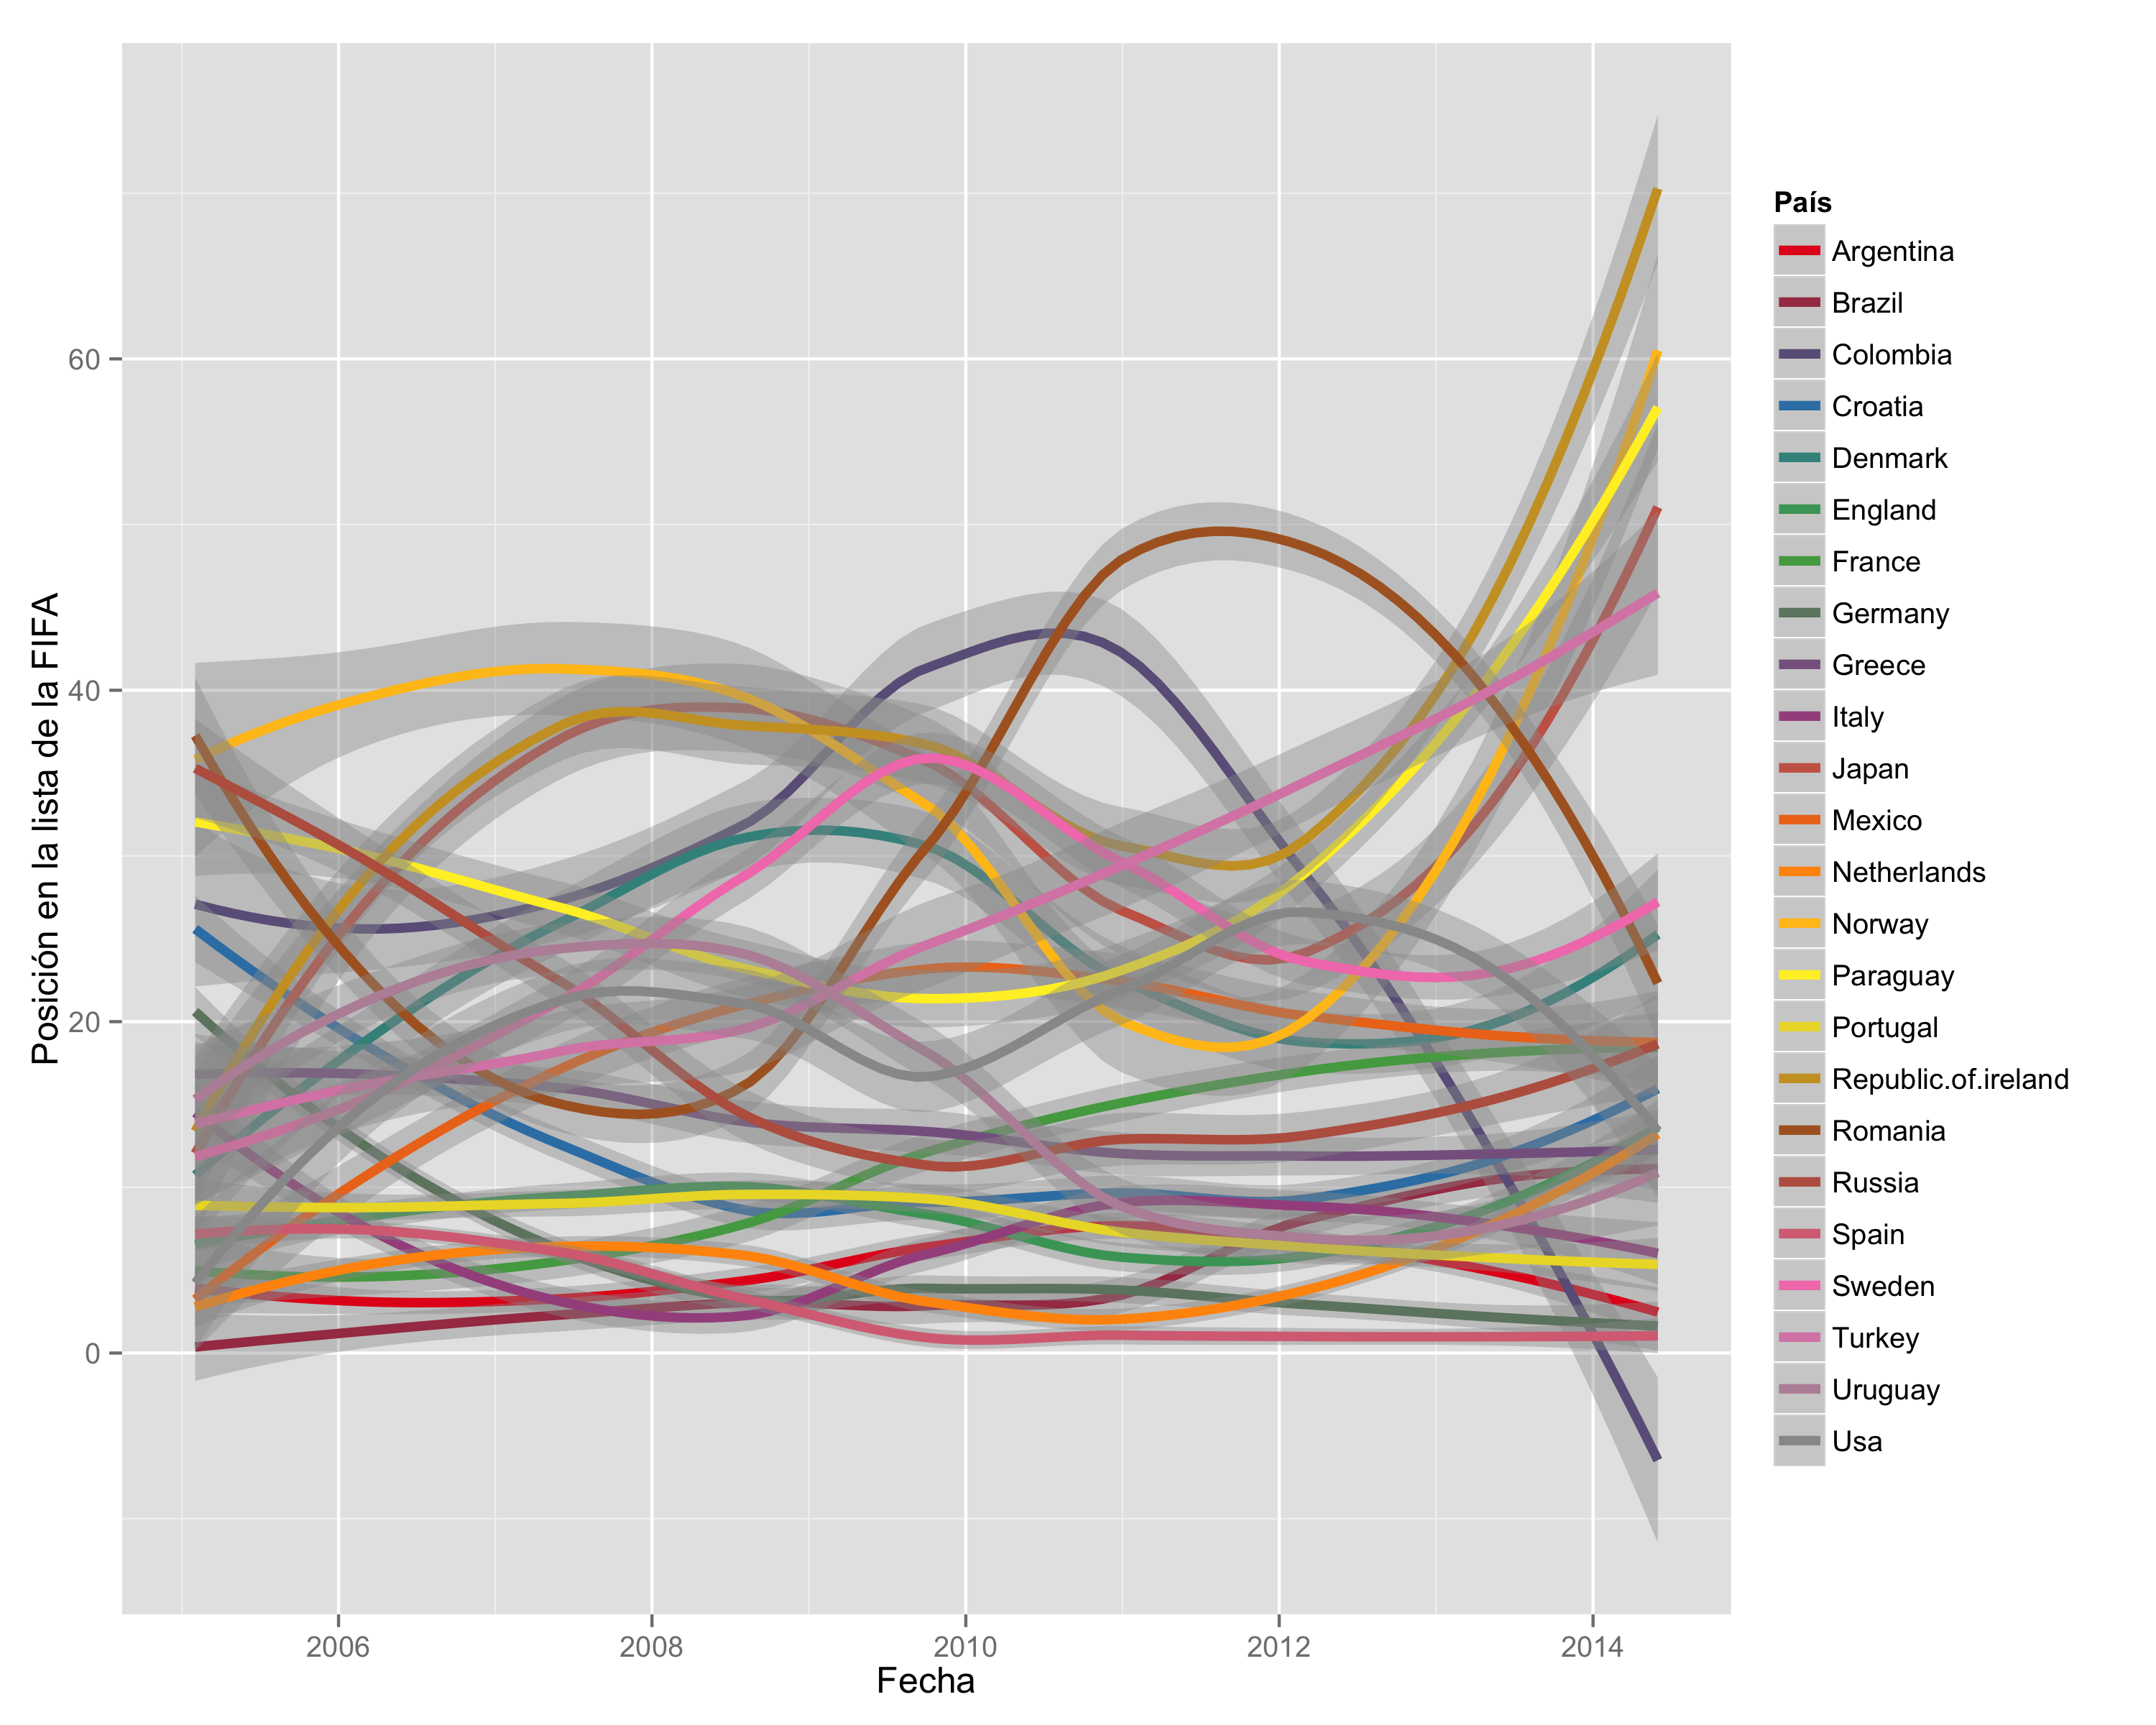 60
40
20
0
Posición en la lista de la FIFA
2006 2008 2010 2012 2014
Fecha
País
Argentina
Brazil
Colombia
Croatia
Denmark
England
France
Germany
Greece
Italy
Japan
Mexico
Netherlands
Norway
Paraguay
Portugal
Republic.of.ireland
Romania
Russia
Spain
Sweden
Turkey
Uruguay
Usa